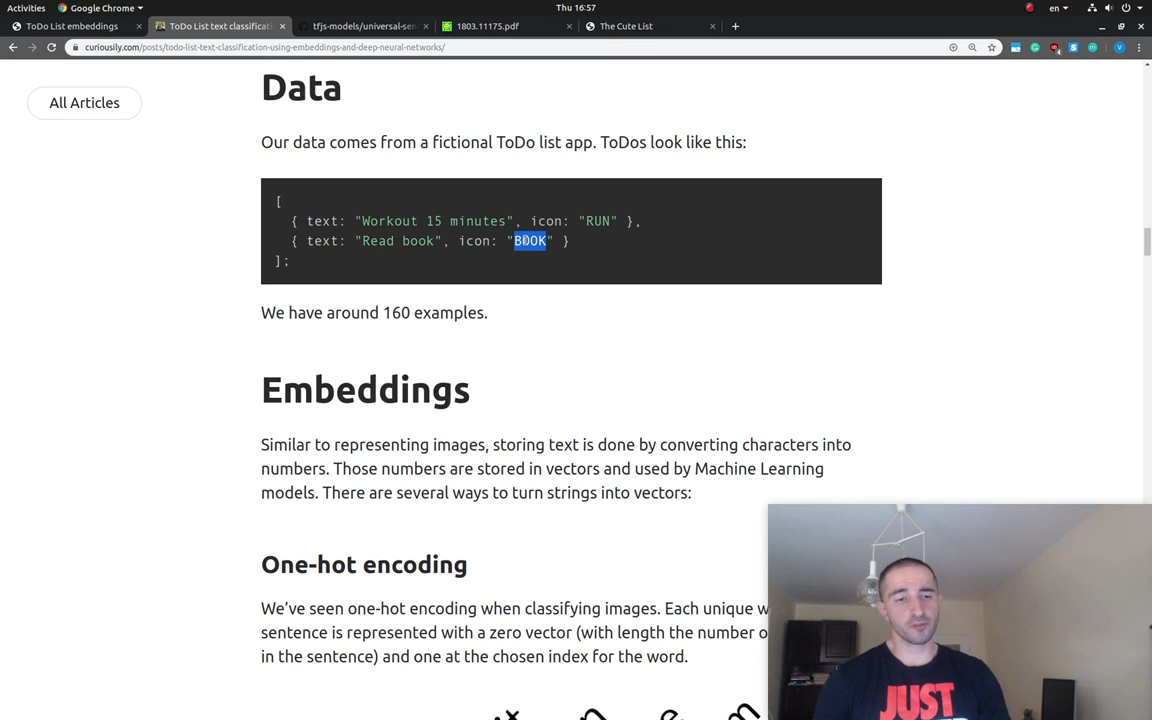 Activities
Google Chrome
Thu 16:57
en
ToDo List embeddings
ToDo List text classificati
tfjs-models/universal-sen
1803.11175.pdf
The Cute List
curiousily.com/posts/todo-list-text-classification-using-embeddings-and-deep-neural-networks/
All Articles
Data
Our data comes from a fictional ToDo list app. ToDos look like this:
[
{ text: "Workout 15 minutes", icon: "RUN" },
{ text: "Read book", icon: "BOOK" }
];
We have around 160 examples.
Embeddings
Similar to representing images, storing text is done by converting characters into
numbers. Those numbers are stored in vectors and used by Machine Learning
models. There are several ways to turn strings into vectors:
One-hot encoding
We've seen one-hot encoding when classifying images. Each unique w
sentence is represented with a zero vector (with length the number o
in the sentence) and one at the chosen index for the word.
JUST